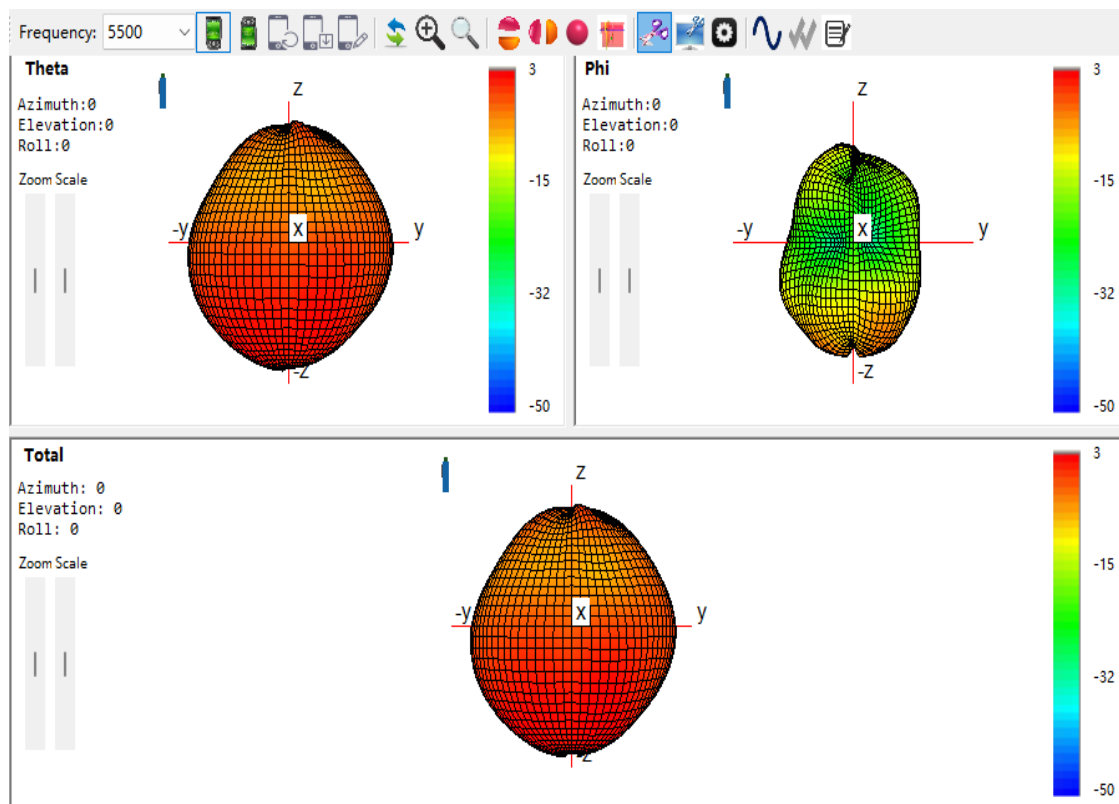 Frequency: 5500
Theta
Azimuth:0
Elevation:0
Roll:0
Zoom Scale
z
-y
x
y
-z
3
-15
-32
-50
Phi
Azimuth:0
Elevation:0
Roll:0
Zoom Scale
z
-y
x
y
-z
3
-15
-32
-50
Total
Azimuth: 0
Elevation: 0
Roll: 0
Zoom Scale
z
-y
x
y
-z
3
-15
-32
-50